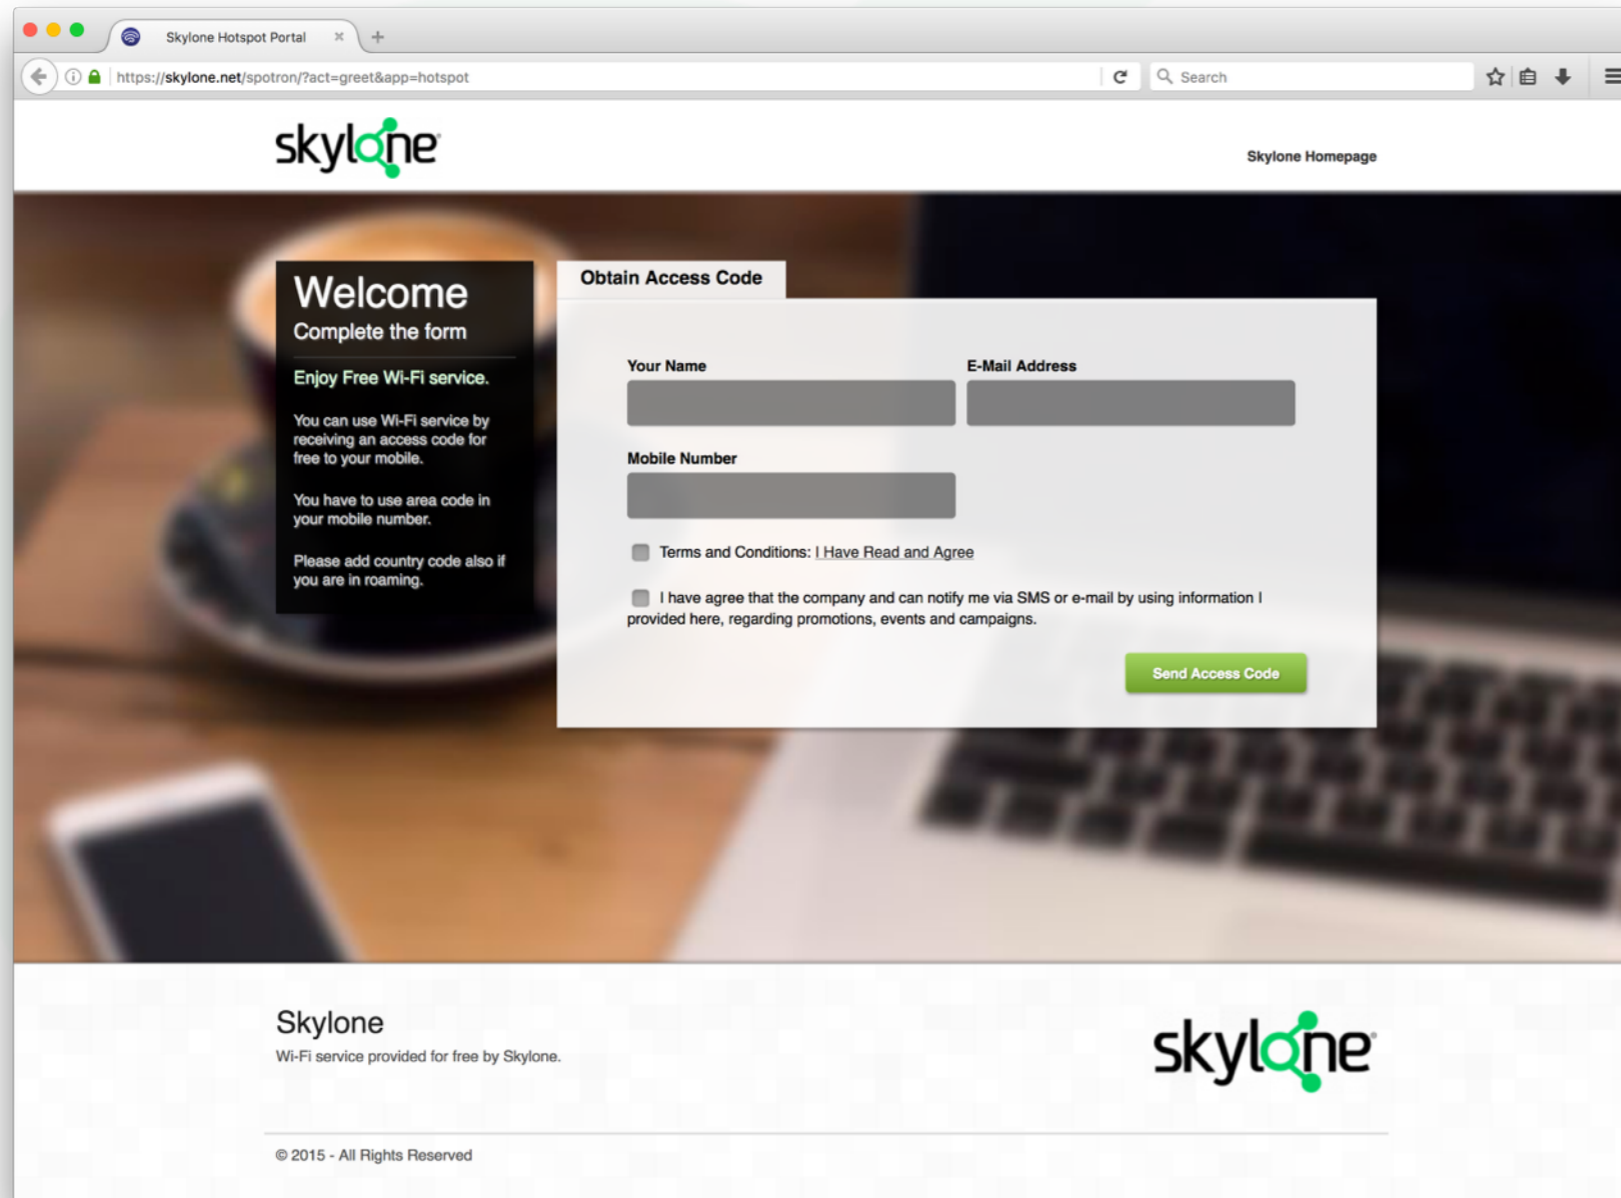 Skylone Hotspot Portal
https://skylone.net/spotron/?act=greet&app=hotspot
Search
skylone
Skylone Homepage
Welcome
Complete the form
Enjoy Free Wi-Fi service.
You can use Wi-Fi service by
receiving an access code for
free to your mobile.
You have to use area code in
your mobile number.
Please add country code also if
you are in roaming.
Obtain Access Code
Your Name
E-Mail Address
Mobile Number
Terms and Conditions: I Have Read and Agree
I have agree that the company and can notify me via SMS or e-mail by using information I
provided here, regarding promotions, events and campaigns.
Send Access Code
Skylone
Wi-Fi service provided for free by Skylone.
skylone
© 2015 - All Rights Reserved